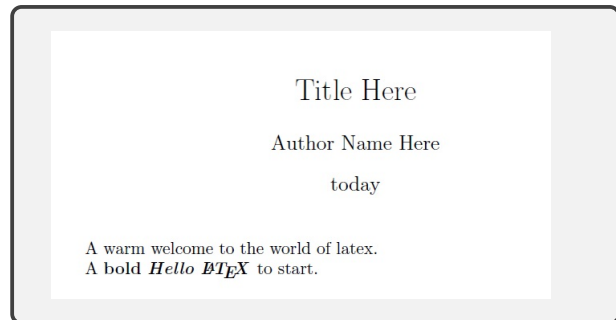 Title Here
Author Name Here
today
A warm welcome to the world of latex.
A bold Hello LATEX to start.